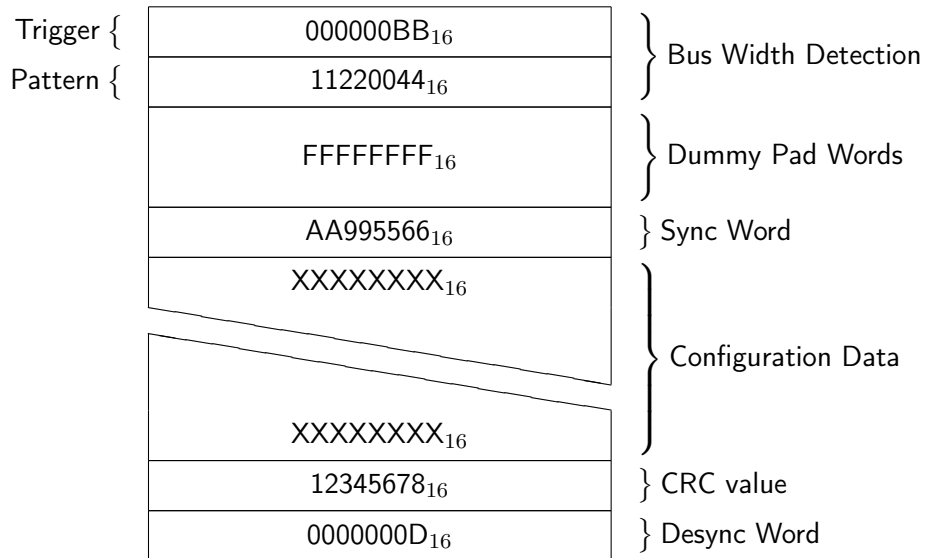 Trigger {
000000BB₁₆
Bus Width Detection
Pattern {
11220044₁₆
FFFFFFFF₁₆
Dummy Pad Words
AA995566₁₆
} Sync Word
XXXXXXXX₁₆
Configuration Data
XXXXXXXX₁₆
12345678₁₆
} CRC value
0000000D₁₆
} Desync Word